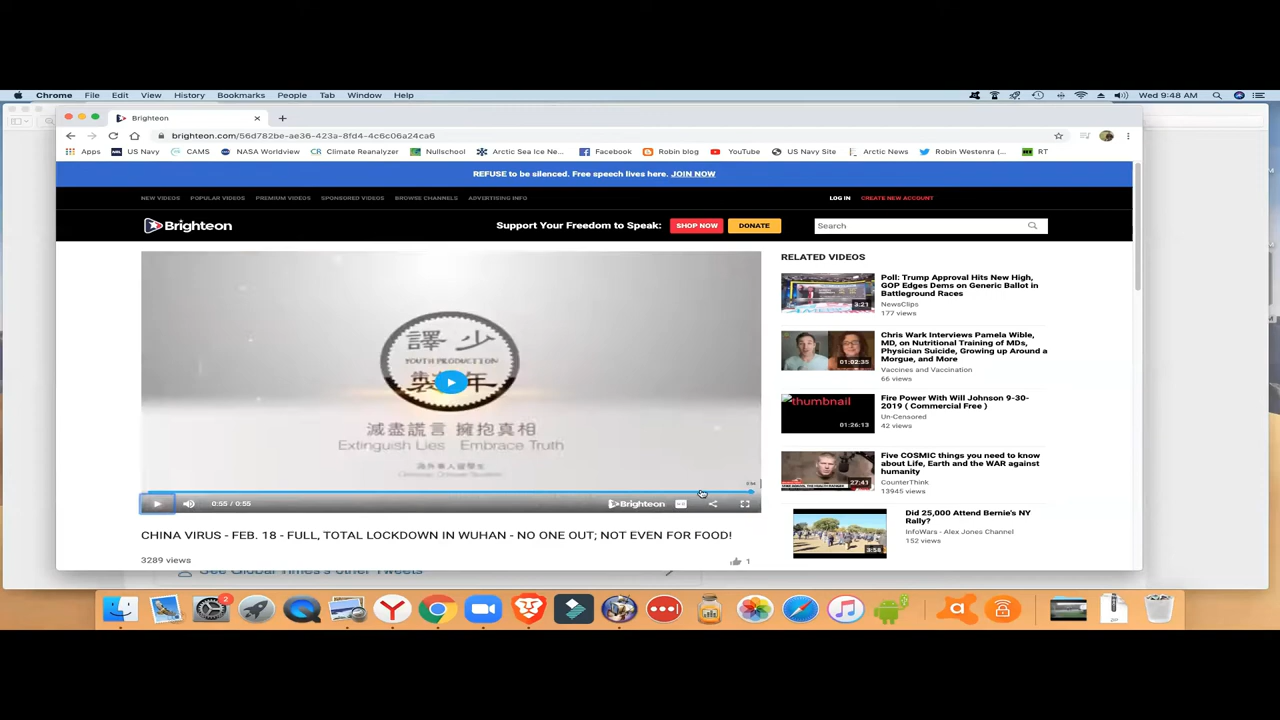 Chrome File Edit View History Bookmarks People Tab Window Help Wed 9:48 AM
Brighteon
brighteon.com/56d782be-ae36-423a-8fd4-4c6c06a24ca6
Apps US Navy CAMS NASA Worldview Climate Reanalyzer Nullschool Arctic Sea Ice Ne... Facebook Robin blog YouTube US Navy Site Arctic News Robin Westenra (... RT
REFUSE to be silenced. Free speech lives here. JOIN NOW
NEW VIDEOS POPULAR VIDEOS PREMIUM VIDEOS SPONSORED VIDEOS BROWSE CHANNELS ADVERTISING INFO LOG IN CREATE NEW ACCOUNT
Brighteon Support Your Freedom to Speak: SHOP NOW DONATE Search
譯 少
YOUTH PRODUCTION
製 年
減盡謊言 擁抱真相
Extinguish Lies Embrace Truth
海外華人留學生
0:55 / 0:55 Brighteon
CHINA VIRUS - FEB. 18 - FULL, TOTAL LOCKDOWN IN WUHAN - NO ONE OUT; NOT EVEN FOR FOOD!
3289 views
1
RELATED VIDEOS
3:21
Poll: Trump Approval Hits New High,
GOP Edges Dems on Generic Ballot in
Battleground Races
NewsClips
177 views
01:02:35
Chris Wark Interviews Pamela Wible,
MD, on Nutritional Training of MDs,
Physician Suicide, Growing up Around a
Morgue, and More
Vaccines and Vaccination
66 views
thumbnail
01:26:13
Fire Power With Will Johnson 9-30-
2019 ( Commercial Free )
Un-Censored
42 views
27:41
Five COSMIC things you need to know
about Life, Earth and the WAR against
humanity
CounterThink
13945 views
3:58
Did 25,000 Attend Bernie's NY
Rally?
InfoWars - Alex Jones Channel
152 views
See Global Times's other Tweets
2